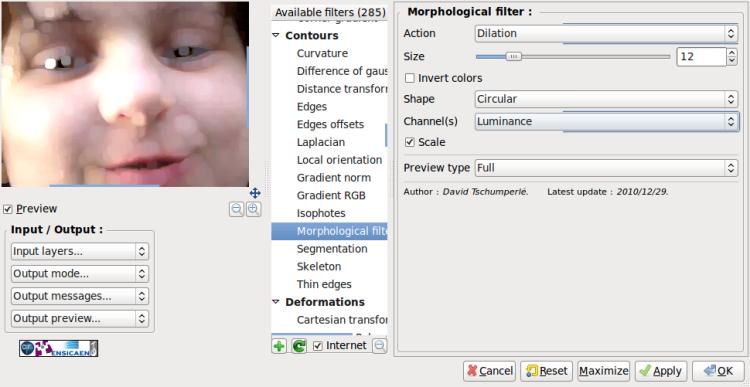 Available filters (285)
Contours
Curvature
Difference of gaus
Distance transforr
Edges
Edges offsets
Laplacian
Local orientation
Gradient norm
Gradient RGB
Isophotes
Morphological filte
Segmentation
Skeleton
Thin edges
Deformations
Cartesian transfor
Internet
Preview
Input / Output :
Input layers...
Output mode...
Output messages...
Output preview...
ENSICAEN
Morphological filter :
Action Dilation
Size 12
Invert colors
Shape Circular
Channel(s) Luminance
Scale
Preview type Full
Author : David Tschumperlé. Latest update : 2010/12/29.
Cancel Reset Maximize Apply OK